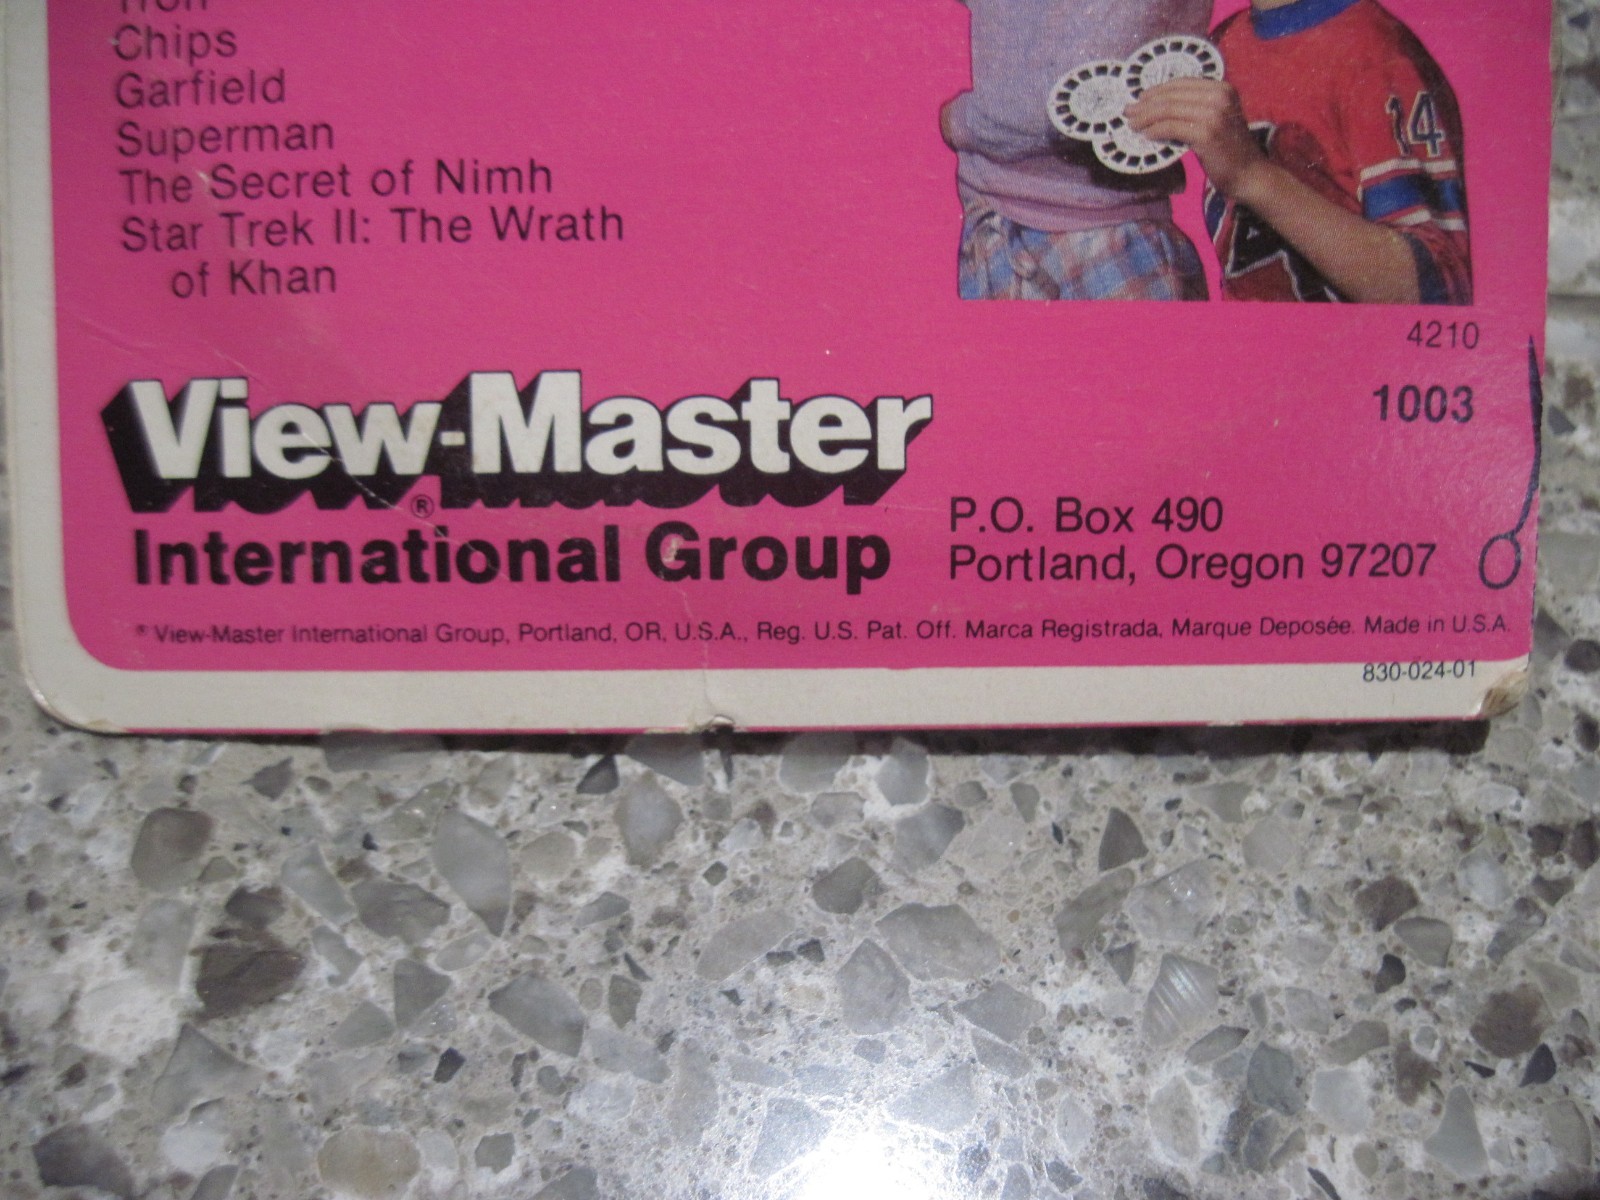 Tron
Chips
Garfield
Superman
The Secret of Nimh
Star Trek II: The Wrath
of Khan
14
4210
1003
View-Master
®
International Group
P.O. Box 490
Portland, Oregon 97207
® View-Master International Group, Portland, OR, U.S.A., Reg. U.S. Pat. Off. Marca Registrada, Marque Deposée. Made in U.S.A.
830-024-01